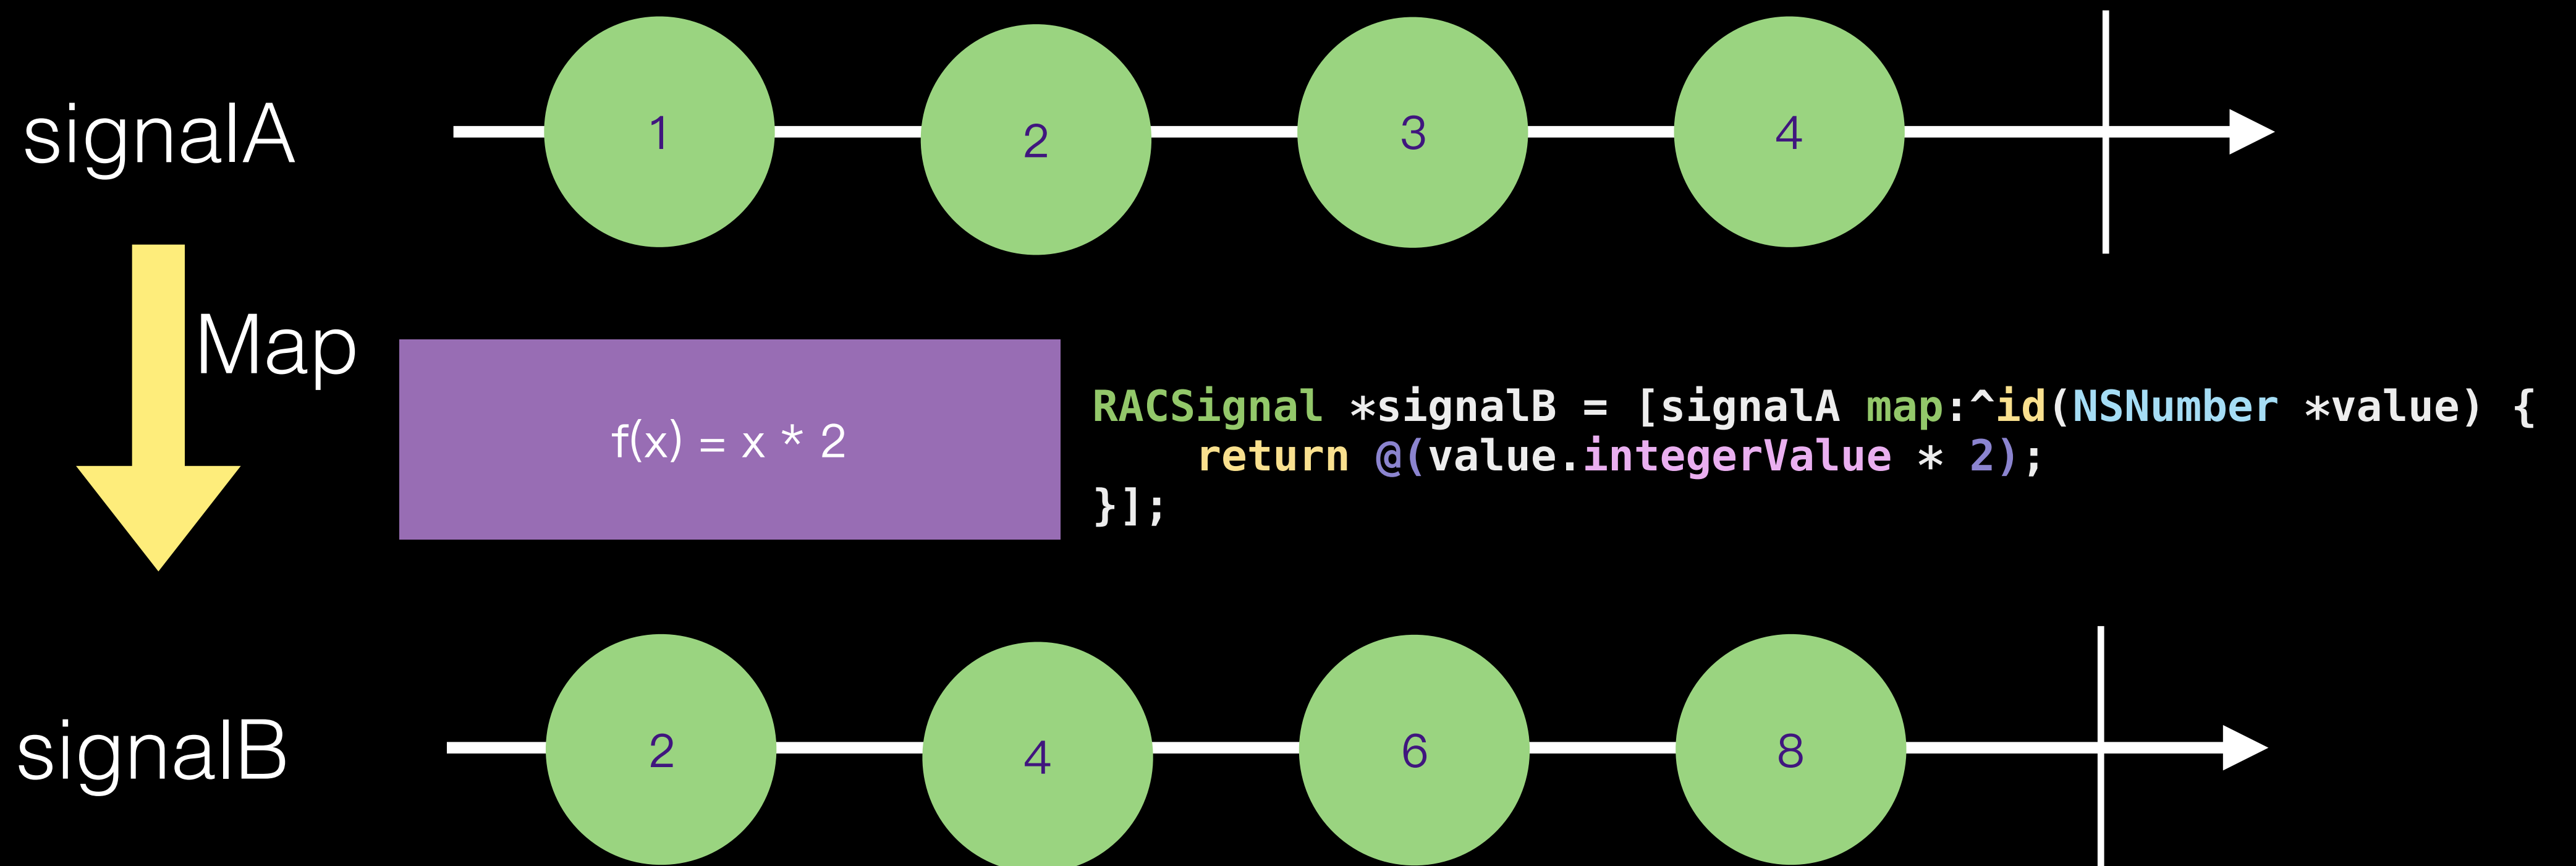 signalA
1 2 3 4
Map
f(x) = x * 2
RACSignal *signalB = [signalA map:^id(NSNumber *value) {
    return @(value.integerValue * 2);
}];
signalB
2 4 6 8